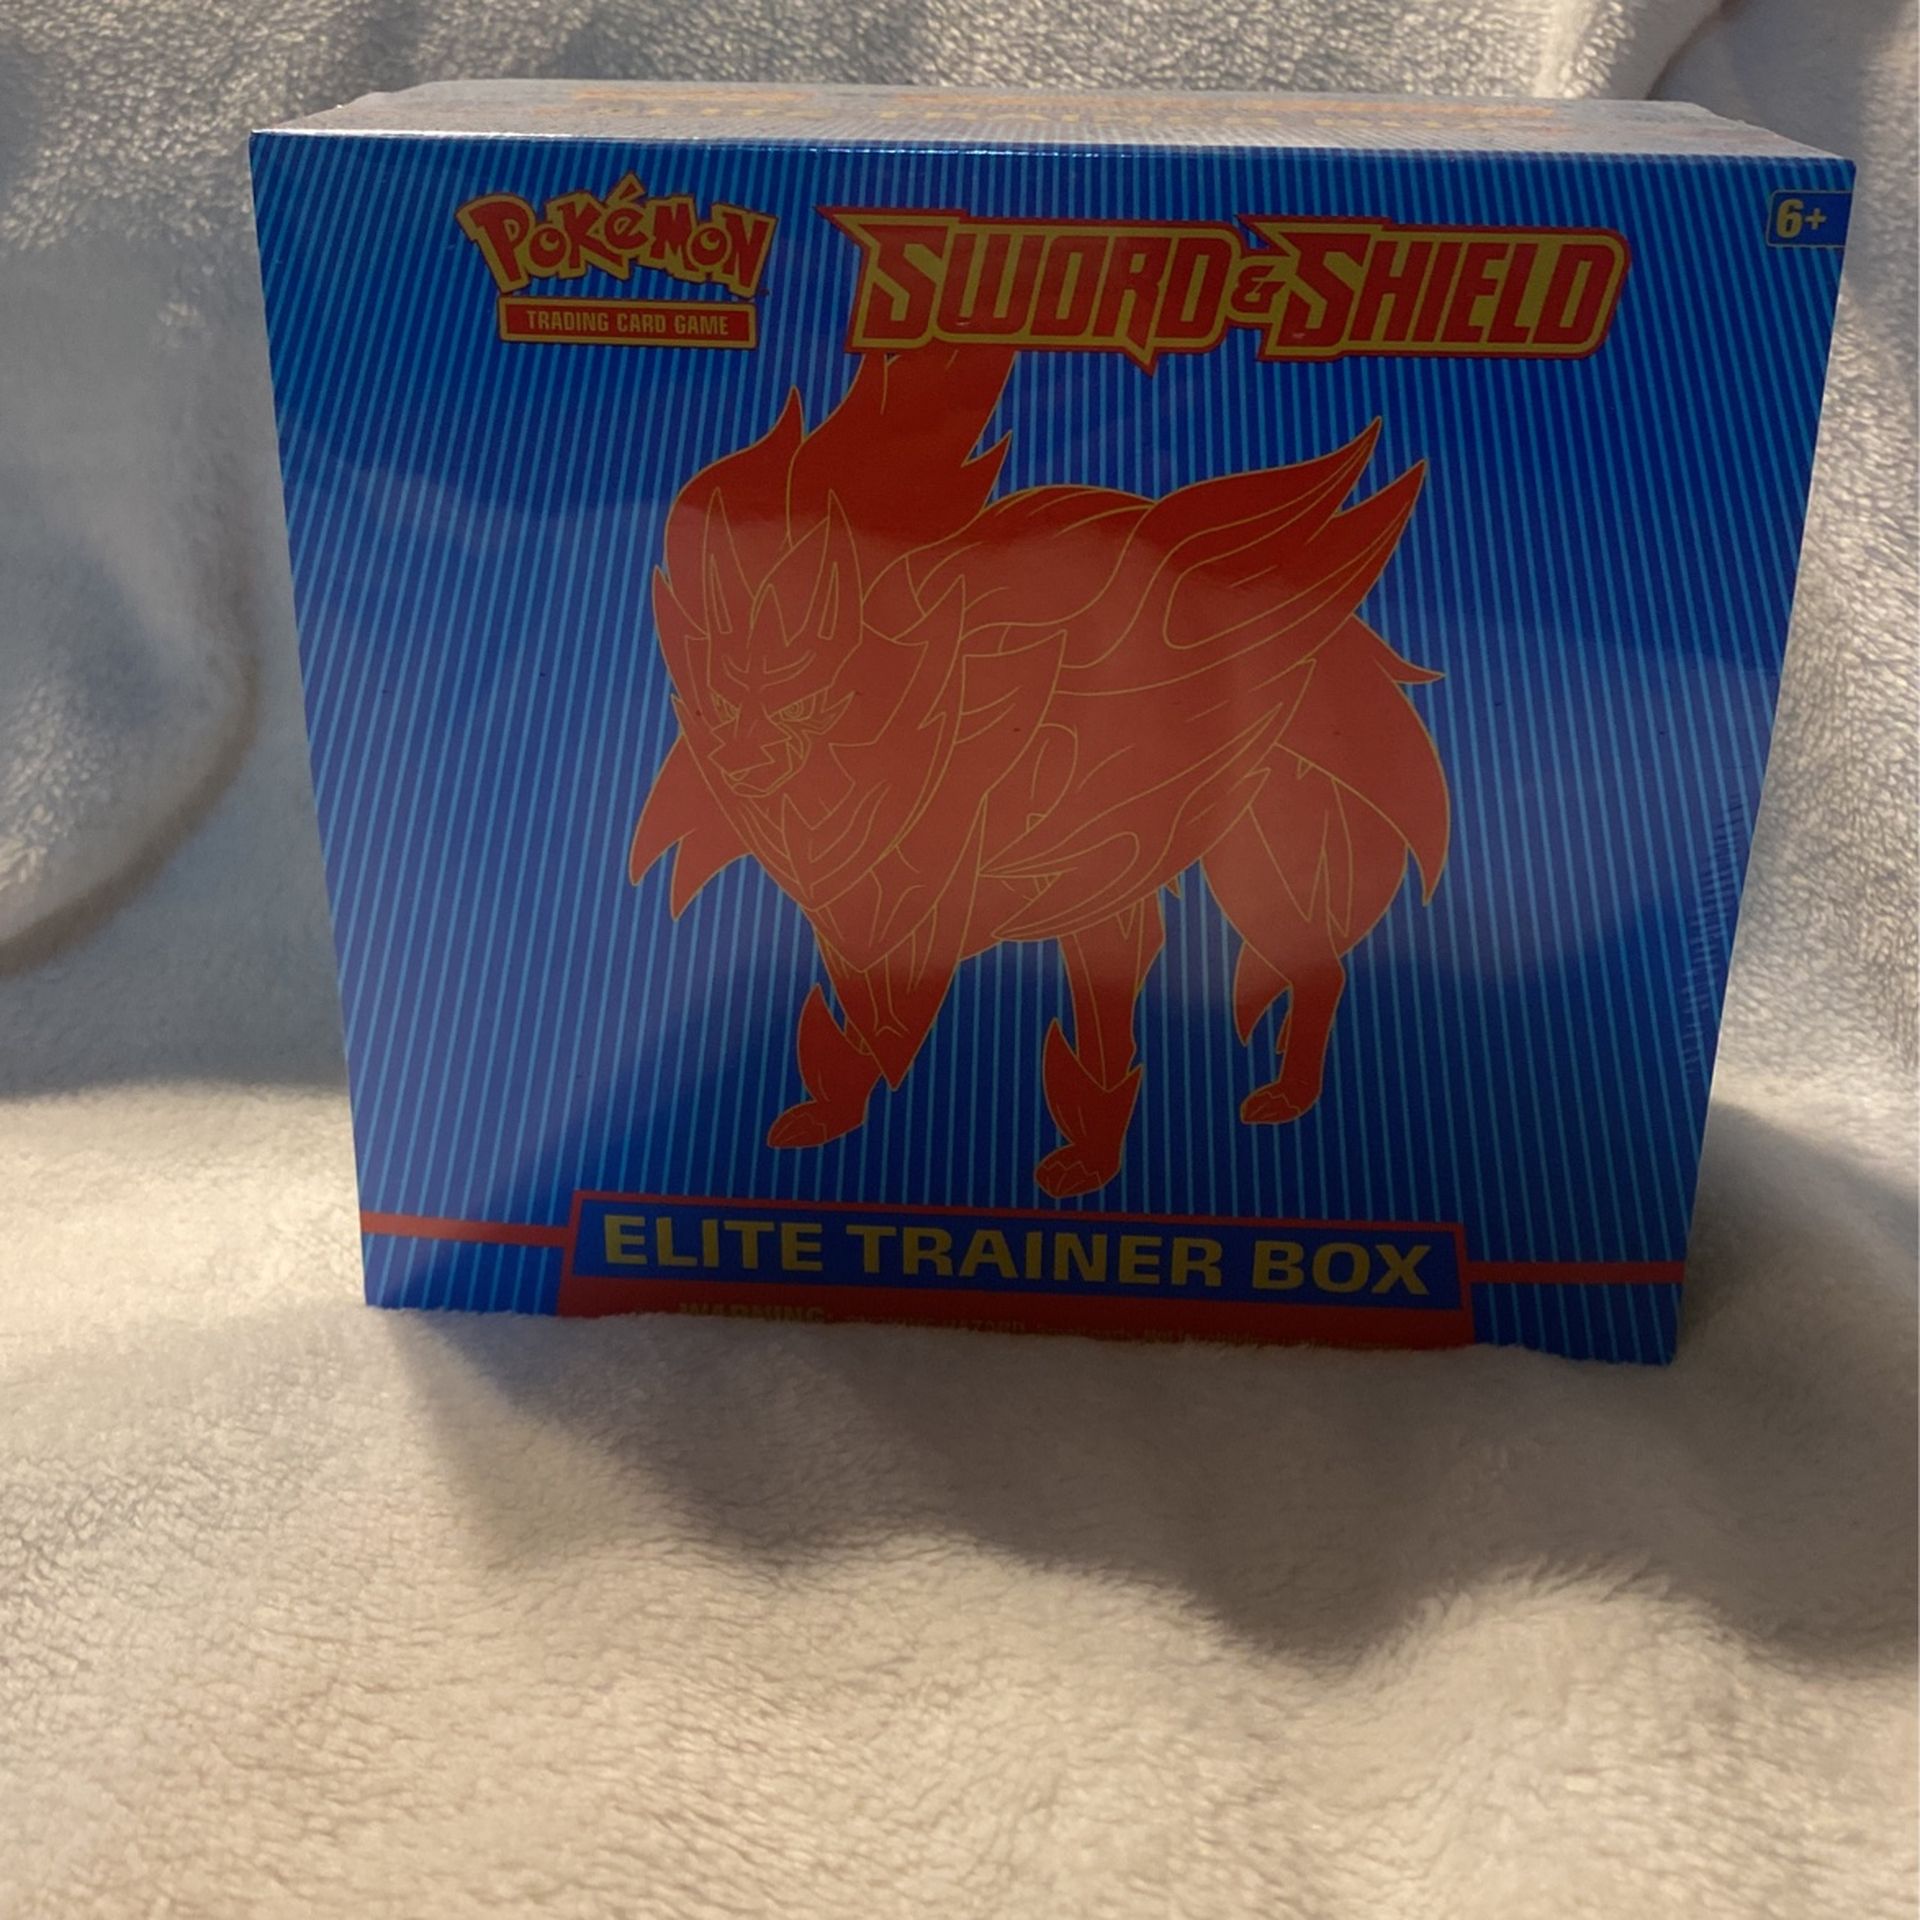 POKéMON
TRADING CARD GAME
SWORD & SHIELD
6+
ELITE TRAINER BOX
WARNING: